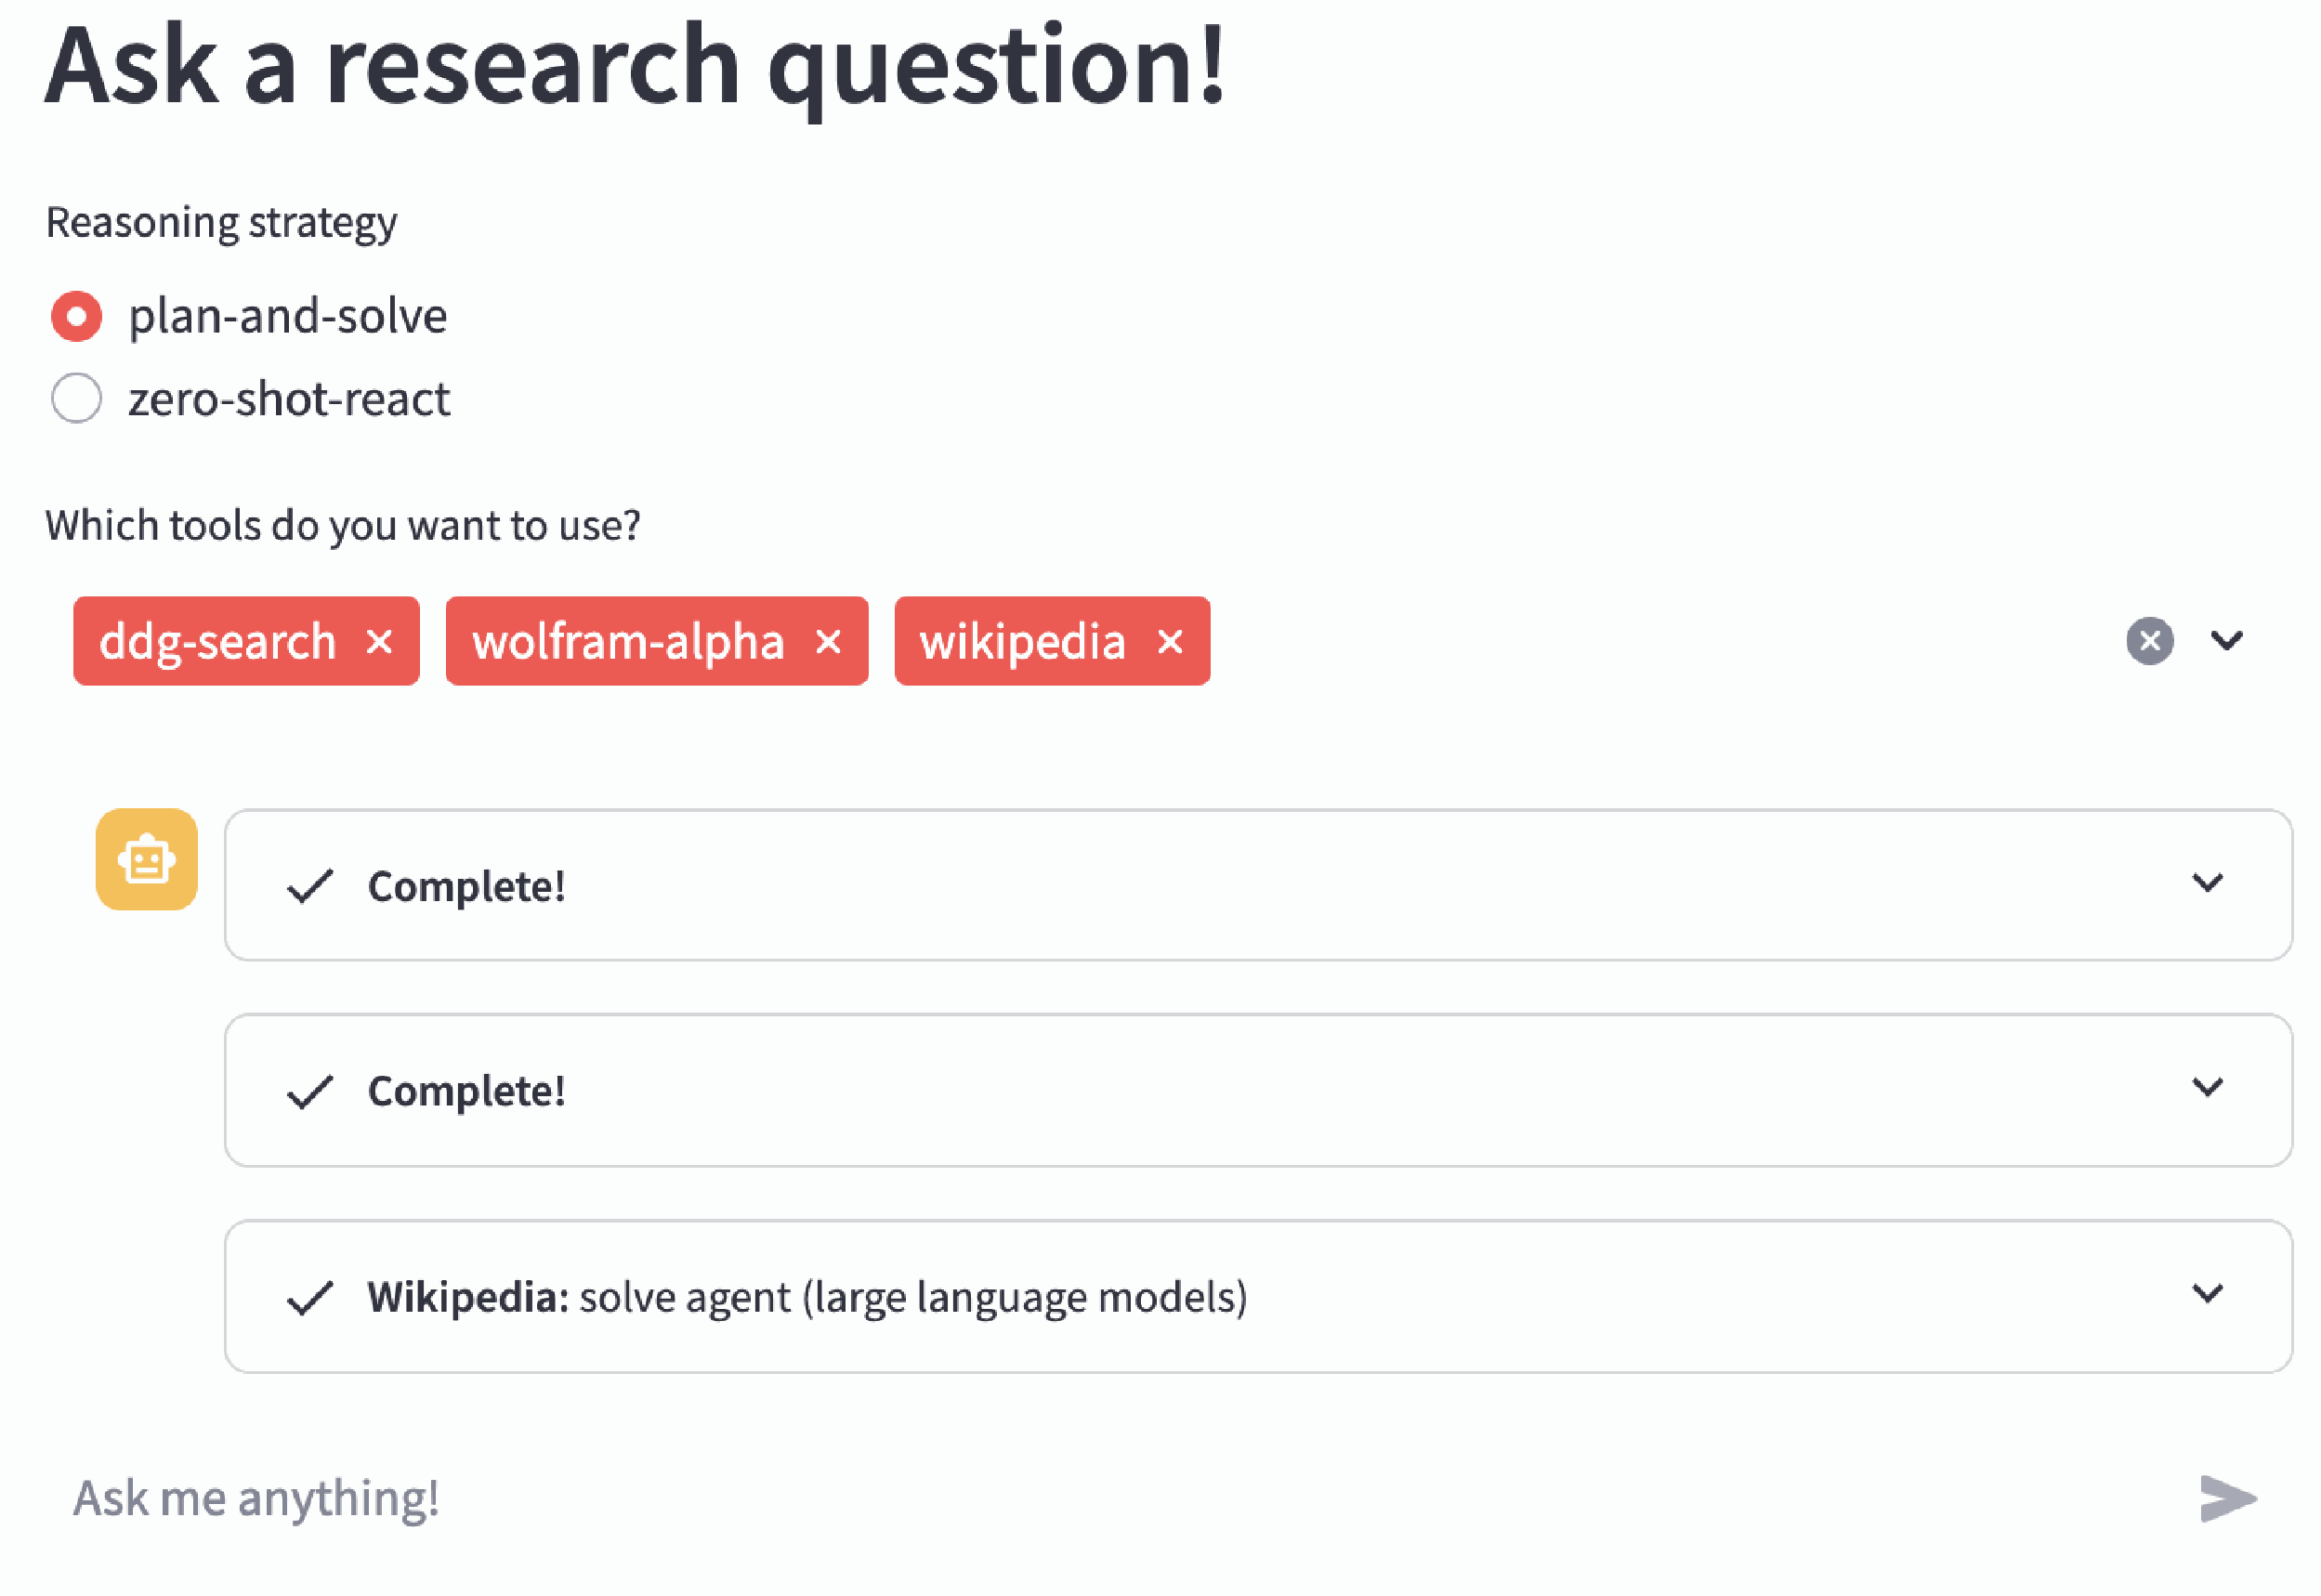 Ask a research question!
Reasoning strategy
plan-and-solve
zero-shot-react
Which tools do you want to use?
ddg-search wolfram-alpha wikipedia
Complete!
Complete!
Wikipedia: solve agent (large language models)
Ask me anything!